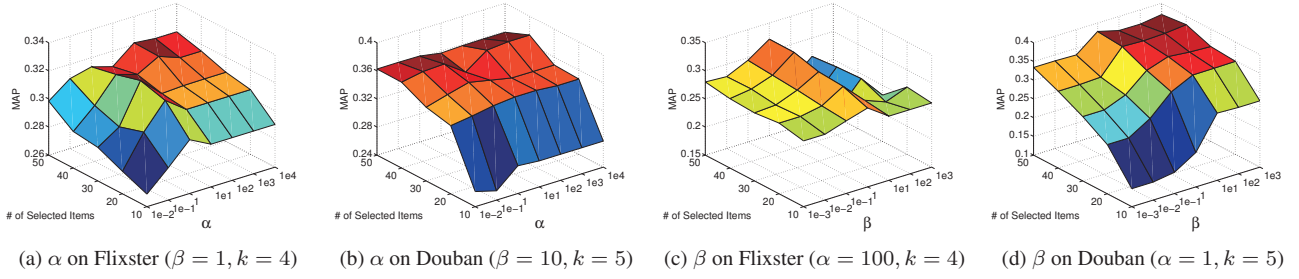 0.34
0.32
0.3
0.28
0.26
MAP
50
40
30
20
10
1e−2
1e−1
1e1
1e2
1e3
1e4
# of Selected Items
α
(a) α on Flixster (β = 1, k = 4)
0.4
0.36
0.32
0.28
0.24
MAP
50
40
30
20
10
1e−2
1e−1
1e1
1e2
1e3
1e4
# of Selected Items
α
(b) α on Douban (β = 10, k = 5)
0.35
0.3
0.25
0.2
0.15
MAP
50
40
30
20
10
1e−3
1e−1
1e1
1e3
# of Selected Items
β
(c) β on Flixster (α = 100, k = 4)
0.4
0.35
0.3
0.25
0.2
0.15
0.1
MAP
50
40
30
20
10
1e−3
1e−1
1e1
1e2
1e3
# of Selected Items
β
(d) β on Douban (α = 1, k = 5)